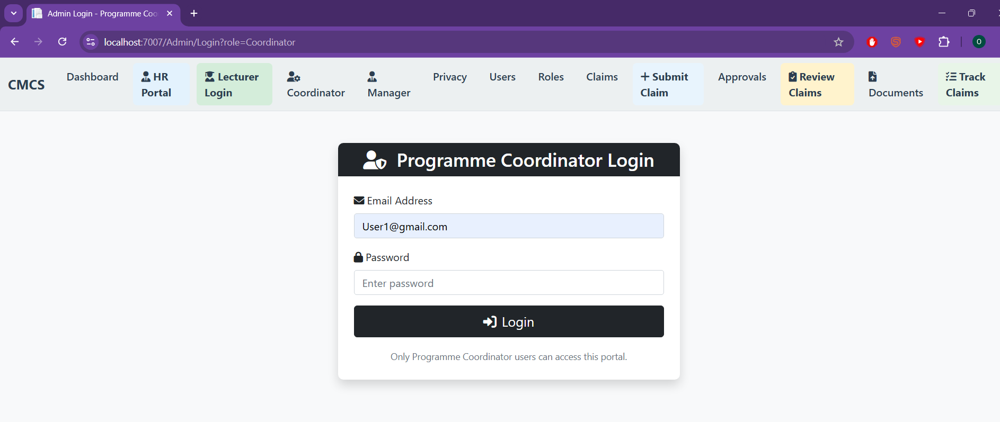 Admin Login - Programme Coo
localhost:7007/Admin/Login?role=Coordinator
O
CMCS
Dashboard
HR
Portal
Lecturer
Login
Coordinator
Manager
Privacy
Users
Roles
Claims
Submit
Claim
Approvals
Review
Claims
Documents
Track
Claims
Programme Coordinator Login
Email Address
User1@gmail.com
Password
Enter password
Login
Only Programme Coordinator users can access this portal.